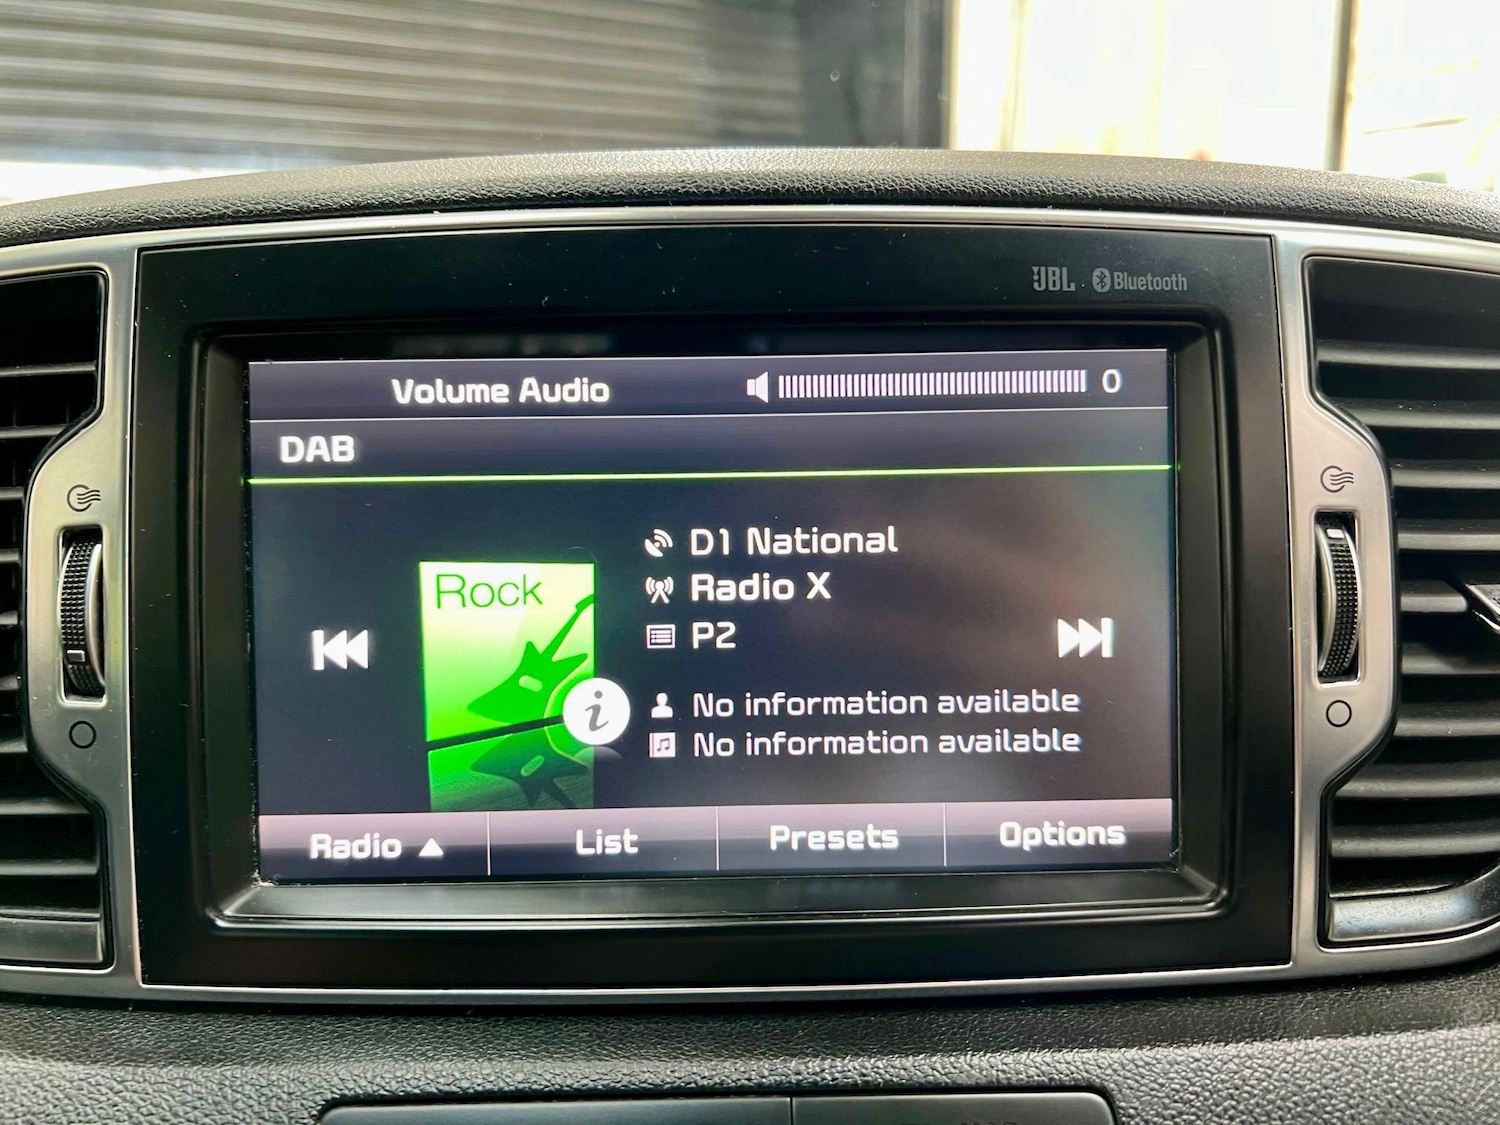 JBL Bluetooth
Volume Audio 0
DAB
D1 National
Radio X
P2
Rock
No information available
No information available
Radio List Presets Options